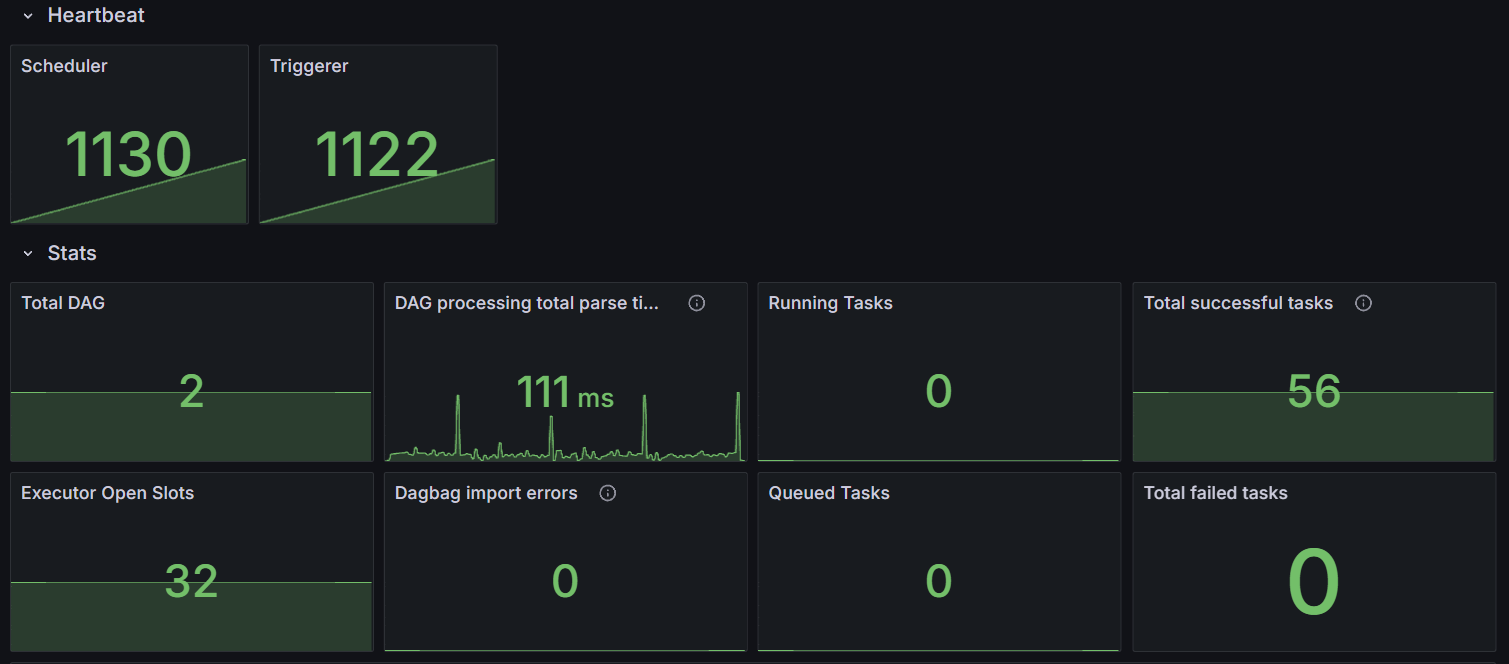 Heartbeat
Scheduler
Triggerer
1130
1122
Stats
Total DAG
DAG processing total parse ti...
Running Tasks
Total successful tasks
2
111 ms
0
56
Executor Open Slots
Dagbag import errors
Queued Tasks
Total failed tasks
32
0
0
0